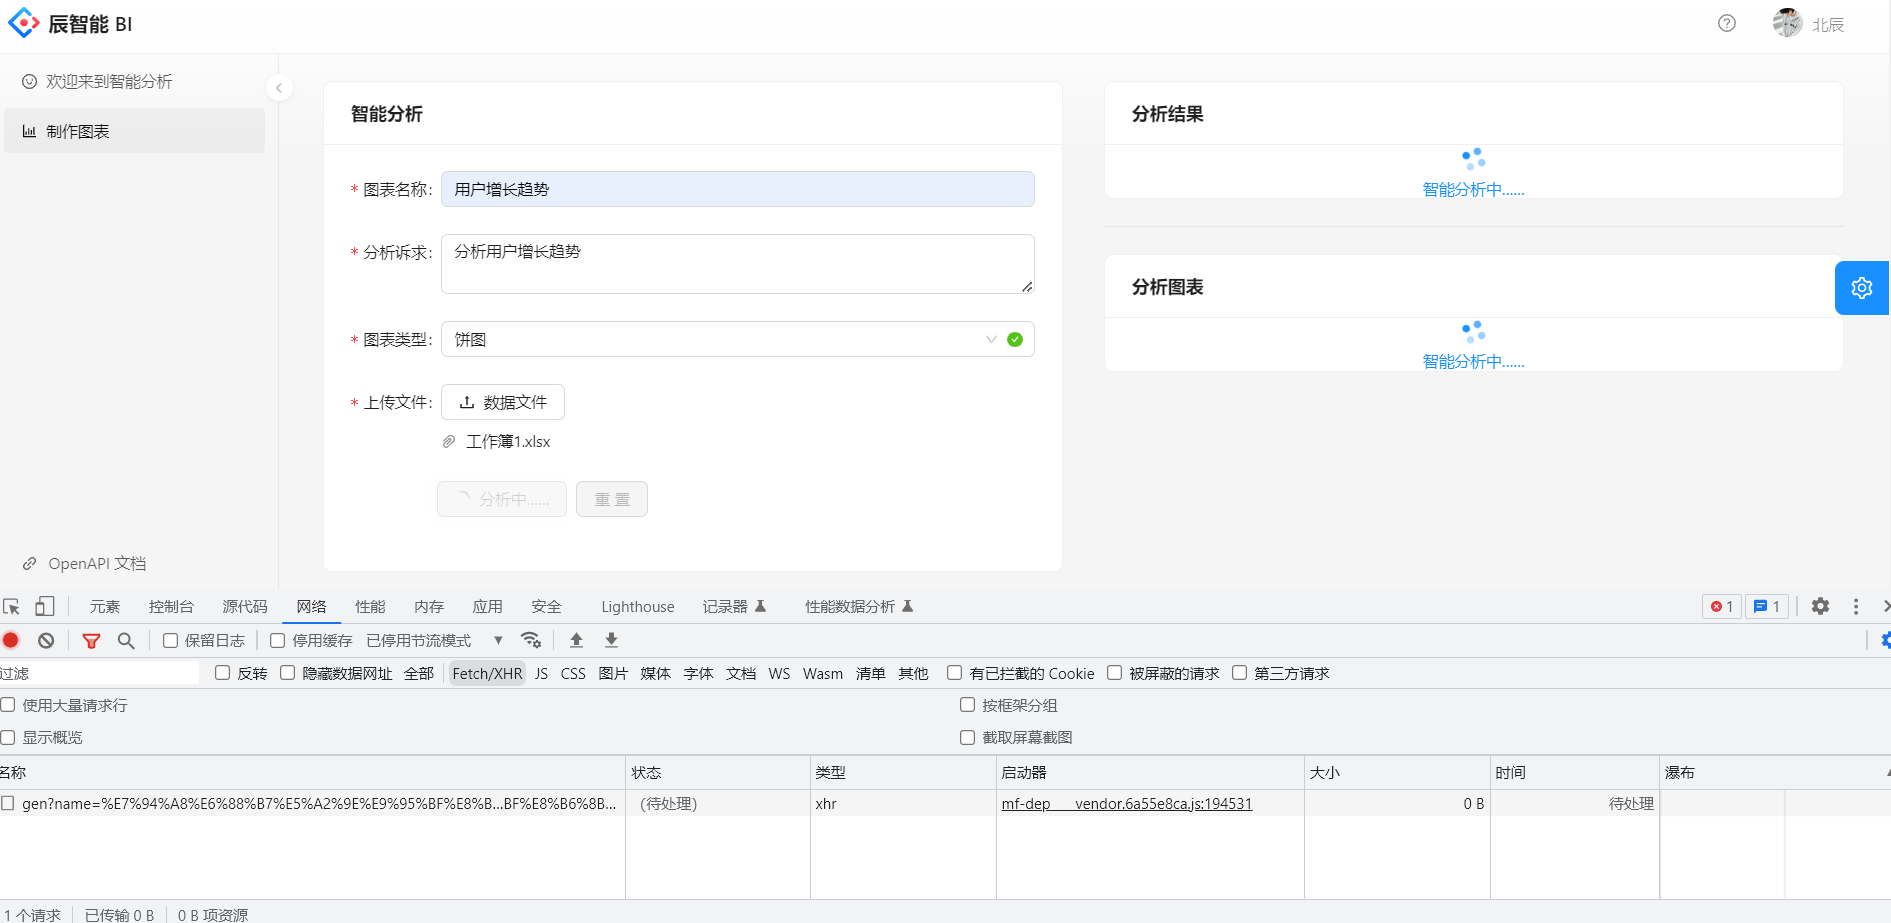 辰智能 BI
北辰
欢迎来到智能分析
制作图表
OpenAPI 文档
智能分析
* 图表名称: 用户增长趋势
* 分析诉求: 分析用户增长趋势
* 图表类型: 饼图
* 上传文件: 数据文件
工作簿1.xlsx
分析中...... 重 置
分析结果
智能分析中......
分析图表
智能分析中......
元素 控制台 源代码 网络 性能 内存 应用 安全 Lighthouse 记录器 性能数据分析 1 1
保留日志 停用缓存 已停用节流模式
过滤 反转 隐藏数据网址 全部 Fetch/XHR JS CSS 图片 媒体 字体 文档 WS Wasm 清单 其他 有已拦截的 Cookie 被屏蔽的请求 第三方请求
使用大量请求行 按框架分组
显示概览 截取屏幕截图
名称 状态 类型 启动器 大小 时间 瀑布
gen?name=%E7%94%A8%E6%88%B7%E5%A2%9E%E9%95%BF%E8%B...BF%E8%B6%8B... （待处理） xhr mf-dep____vendor.6a55e8ca.js:194531 0 B 待处理
1 个请求 已传输 0 B 0 B 项资源